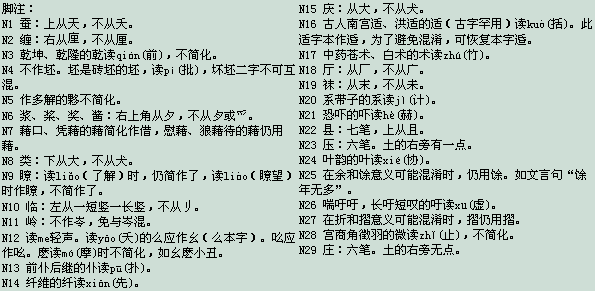 脚注:
N1 蚕: 上从天,不从夭。
N2 缠: 右从㢆,不从厘。
N3 乾坤、乾隆的乾读qián(前),不简化。
N4 不作坯。坯是砖坯的坯,读pī(批),坏坯二字不可互
混。
N5 作多解的夥不简化。
N6 浆、桨、奖、酱: 右上角从夕,不从夕或爫。
N7 藉口、凭藉的藉简化作借,慰藉、狼藉待的藉仍用
藉。
N8 类: 下从大,不从犬。
N9 瞭: 读liǎo(了解)时,仍简作了,读liào(瞭望)
时作瞭,不简作了。
N10 临: 左从一短竖一长竖,不从刂。
N11 岭: 不作岺,免与岑混。
N12 读me轻声。读yāo(夭)的么应作幺(么本字)。吆应
作吆。麽读mó(摩)时不简化,如幺麽小丑。
N13 前仆后继的仆读pū(扑)。
N14 纤维的纤读xiān(先)。
N15 庆: 从大,不从犬。
N16 古人南宫适、洪适的适(古字罕用)读kuò(括)。此
适字本作𨓈,为了避免混淆,可恢复本字𨓈。
N17 中药苍术、白术的术读zhú(竹)。
N18 厅: 从厂,不从广。
N19 袜: 从末,不从未。
N20 系带子的系读jì(计)。
N21 恐吓的吓读hè(赫)。
N22 县: 七笔,上从且。
N23 压: 六笔。土的右旁有一点。
N24 叶韵的叶读xié(协)。
N25 在余和馀意义可能混淆时,仍用馀。如文言句“馀
年无多”。
N26 喘吁吁,长吁短叹的吁读xū(虚)。
N27 在折和摺意义可能混淆时,摺仍用摺。
N28 宫商角徵羽的微读zhǐ(止),不简化。
N29 庄: 六笔。土的右旁无点。